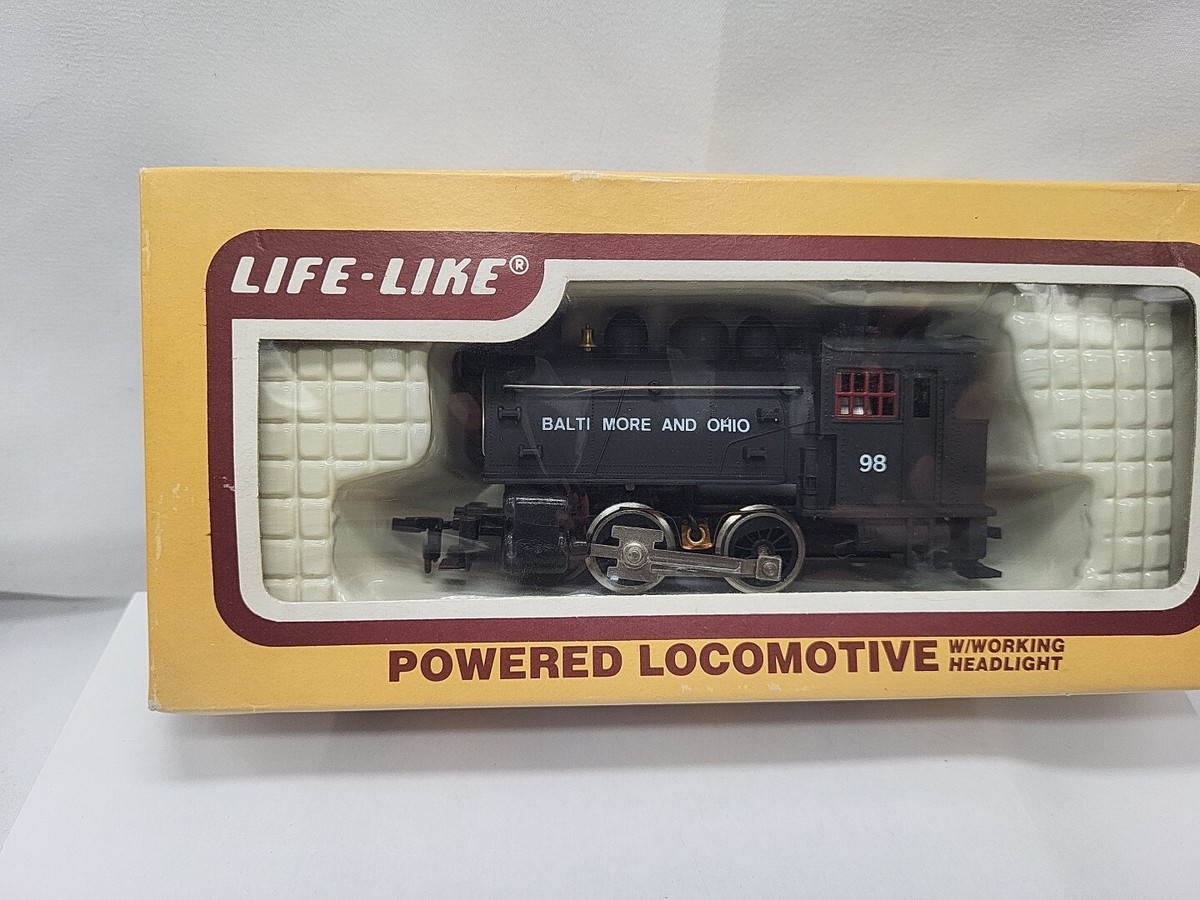 LIFE-LIKE®
BALTI MORE AND OHIO
98
POWERED LOCOMOTIVE W/WORKING
HEADLIGHT